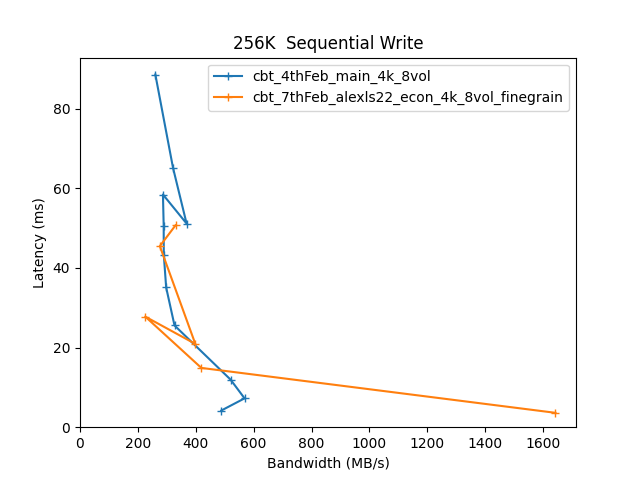 256K  Sequential Write
cbt_4thFeb_main_4k_8vol
cbt_7thFeb_alexls22_econ_4k_8vol_finegrain
80
60
40
20
0
Latency (ms)
0 200 400 600 800 1000 1200 1400 1600
Bandwidth (MB/s)